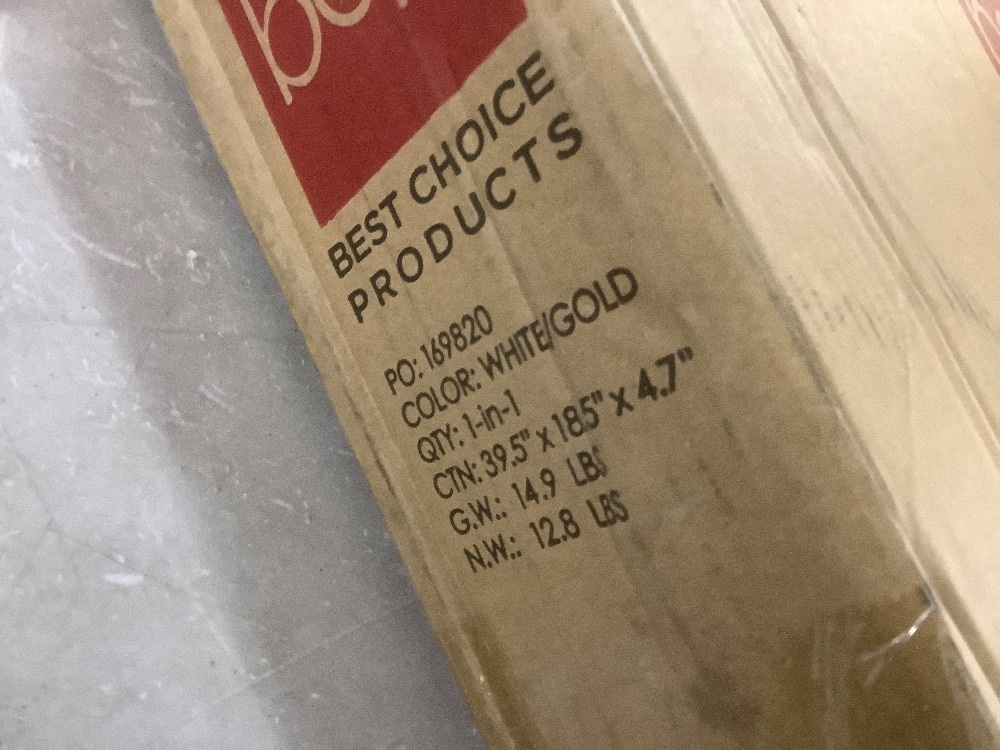 BEST CHOICE
PRODUCTS
PO: 169820
COLOR: WHITE/GOLD
QTY: 1-in-1
CTN: 39.5" x 18.5" x 4.7"
G.W.: 14.9 LBS
N.W.: 12.8 LBS